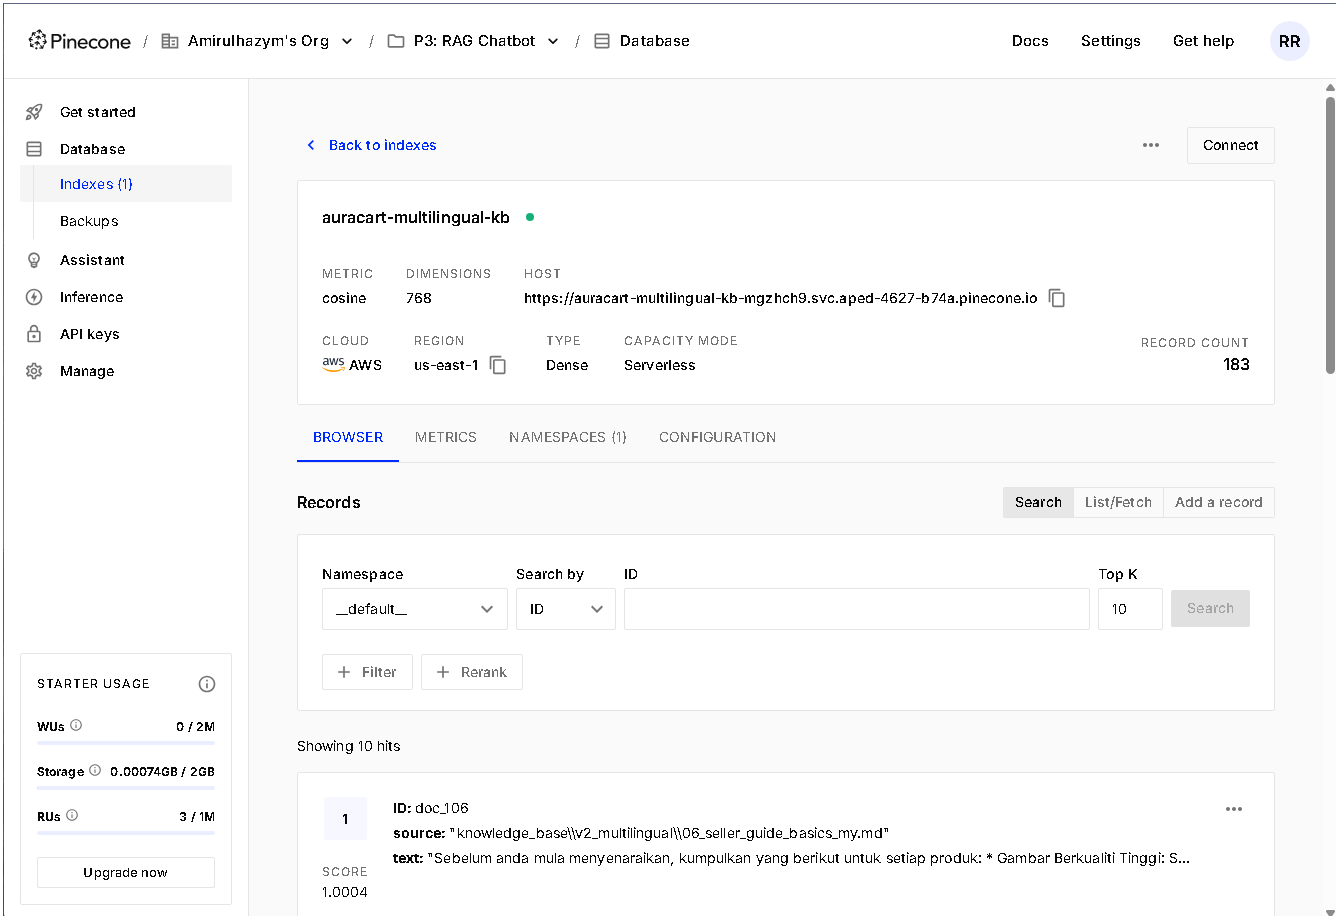 Pinecone / Amirulhazym's Org / P3: RAG Chatbot / Database Docs Settings Get help RR
Get started
Database
Indexes (1)
Backups
Assistant
Inference
API keys
Manage
STARTER USAGE
WUs 0 / 2M
Storage 0.00074GB / 2GB
RUs 3 / 1M
Upgrade now
Back to indexes Connect
auracart-multilingual-kb
METRIC DIMENSIONS HOST
cosine 768 https://auracart-multilingual-kb-mgzhch9.svc.aped-4627-b74a.pinecone.io
CLOUD REGION TYPE CAPACITY MODE RECORD COUNT
aws AWS us-east-1 Dense Serverless 183
BROWSER METRICS NAMESPACES (1) CONFIGURATION
Records Search List/Fetch Add a record
Namespace Search by ID Top K
__default__ ID 10 Search
+ Filter + Rerank
Showing 10 hits
1 ID: doc_106
source: "knowledge_base\\v2_multilingual\\06_seller_guide_basics_my.md"
text: "Sebelum anda mula menyenaraikan, kumpulkan yang berikut untuk setiap produk: * Gambar Berkualiti Tinggi: S...
SCORE
1.0004